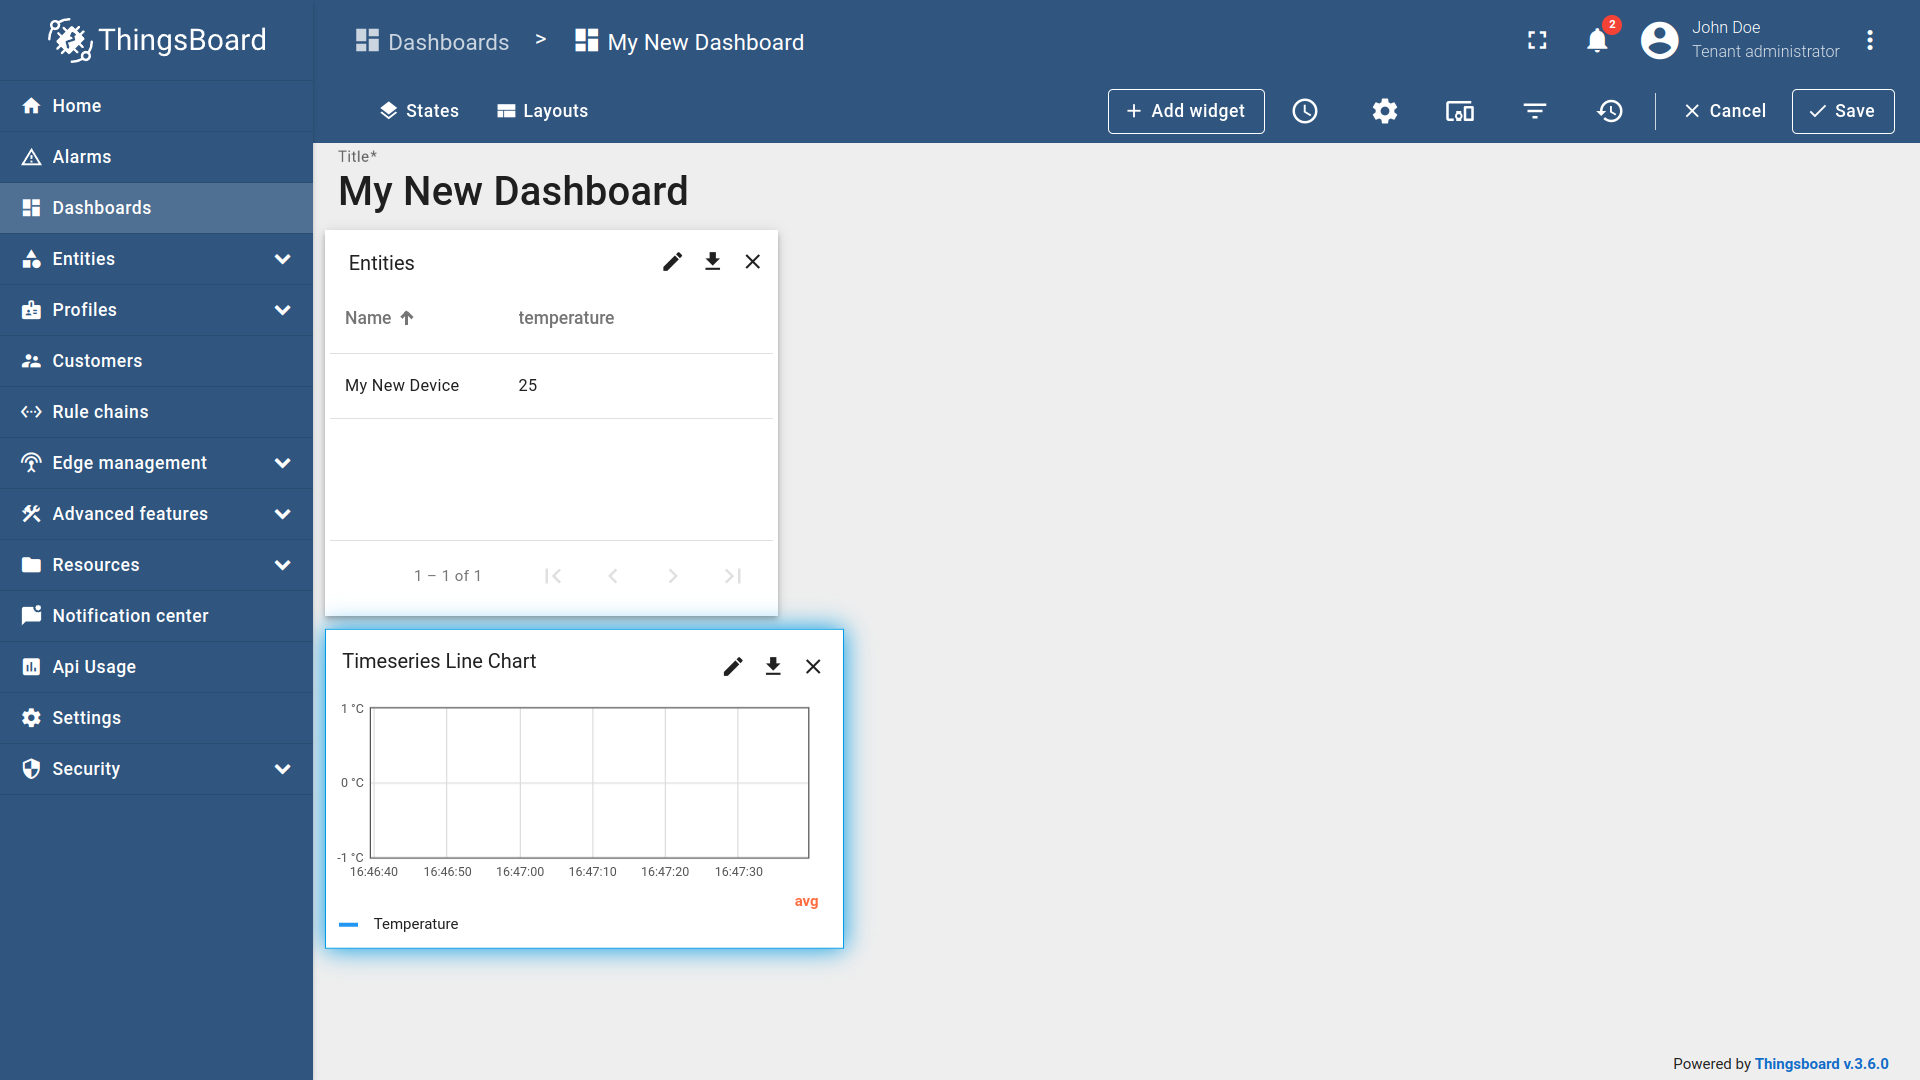 ThingsBoard
Dashboards > My New Dashboard
2
John Doe
Tenant administrator
Home
Alarms
Dashboards
Entities
Profiles
Customers
Rule chains
Edge management
Advanced features
Resources
Notification center
Api Usage
Settings
Security
States Layouts
+ Add widget
Cancel
Save
Title*
My New Dashboard
Entities
Name temperature
My New Device 25
1 – 1 of 1
Timeseries Line Chart
1 °C
0 °C
-1 °C
16:46:40 16:46:50 16:47:00 16:47:10 16:47:20 16:47:30
avg
Temperature
Powered by Thingsboard v.3.6.0